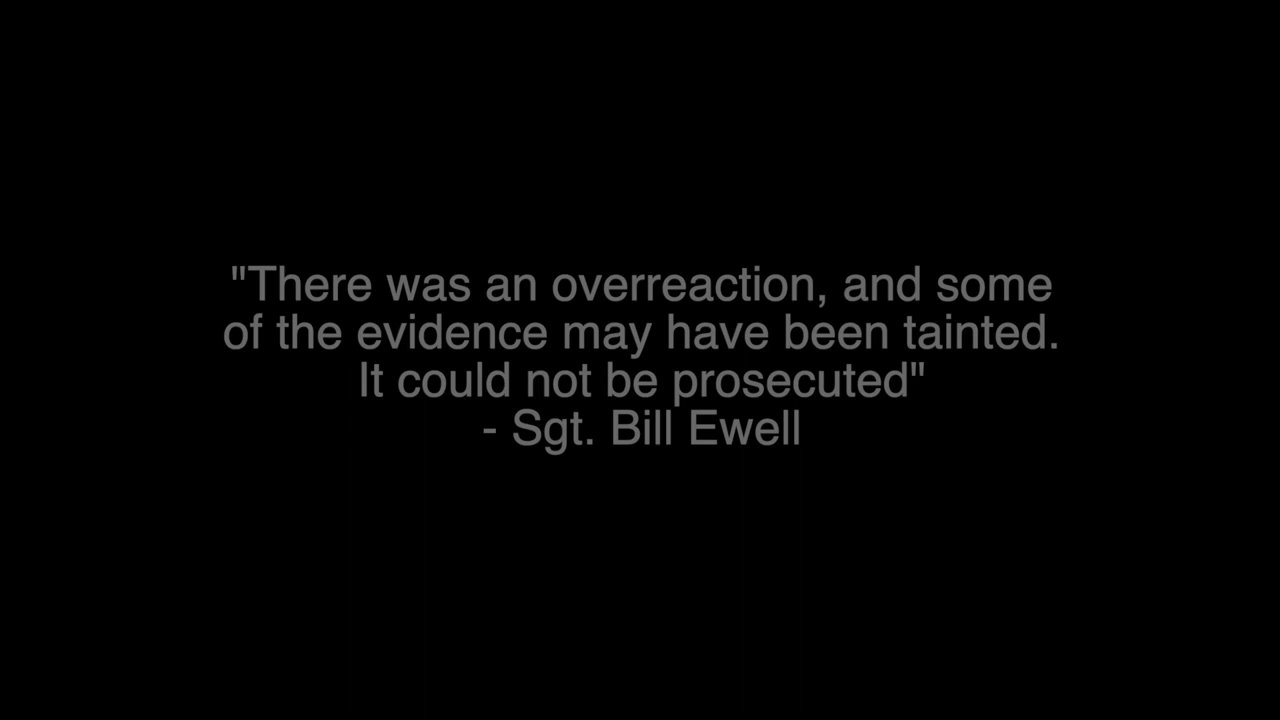 "There was an overreaction, and some
of the evidence may have been tainted.
It could not be prosecuted"
- Sgt. Bill Ewell